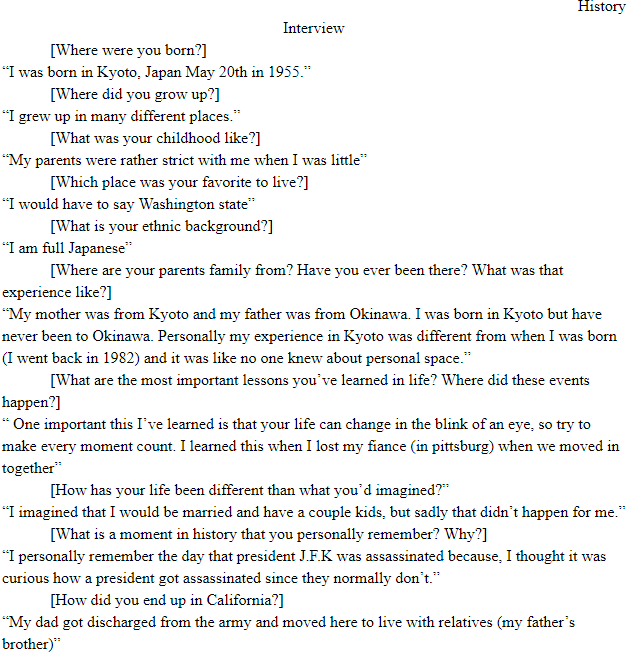 History
Interview
[Where were you born?]
“I was born in Kyoto, Japan May 20th in 1955.”
[Where did you grow up?]
“I grew up in many different places.”
[What was your childhood like?]
“My parents were rather strict with me when I was little”
[Which place was your favorite to live?]
“I would have to say Washington state”
[What is your ethnic background?]
“I am full Japanese”
[Where are your parents family from? Have you ever been there? What was that
experience like?]
“My mother was from Kyoto and my father was from Okinawa. I was born in Kyoto but have
never been to Okinawa. Personally my experience in Kyoto was different from when I was born
(I went back in 1982) and it was like no one knew about personal space.”
[What are the most important lessons you’ve learned in life? Where did these events
happen?]
“ One important this I’ve learned is that your life can change in the blink of an eye, so try to
make every moment count. I learned this when I lost my fiance (in pittsburg) when we moved in
together”
[How has your life been different than what you’d imagined?”
“I imagined that I would be married and have a couple kids, but sadly that didn’t happen for me.”
[What is a moment in history that you personally remember? Why?]
“I personally remember the day that president J.F.K was assassinated because, I thought it was
curious how a president got assassinated since they normally don’t.”
[How did you end up in California?]
“My dad got discharged from the army and moved here to live with relatives (my father’s
brother)”